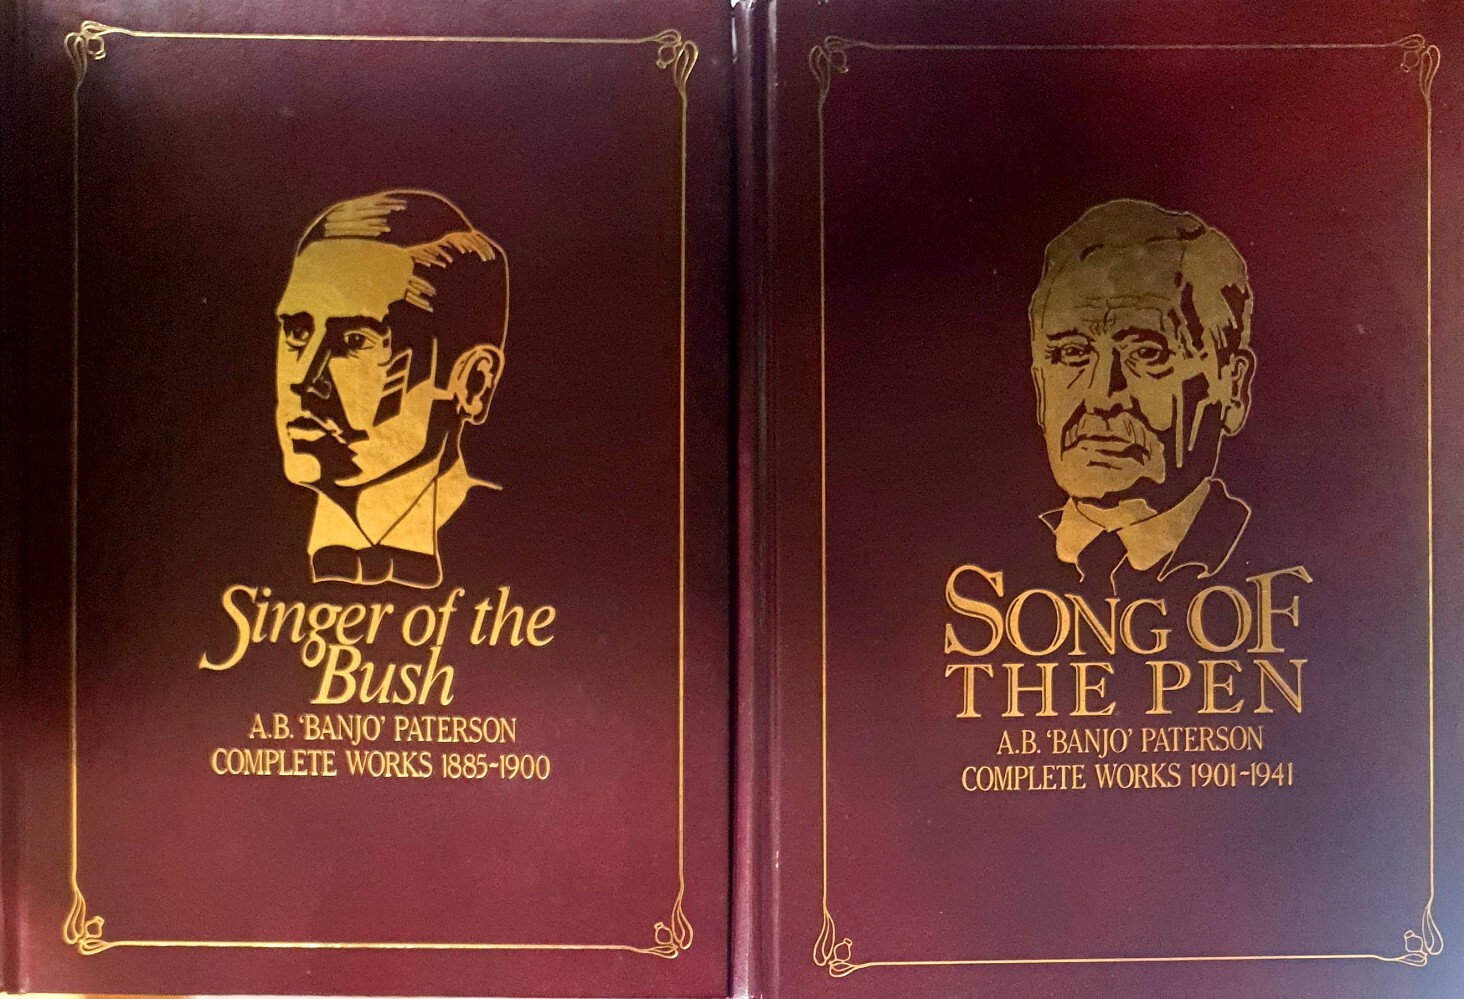 Singer of the
Bush
A.B. ‘BANJO’ PATERSON
COMPLETE WORKS 1885-1900
SONG OF
THE PEN
A.B. ‘BANJO’ PATERSON
COMPLETE WORKS 1901-1941